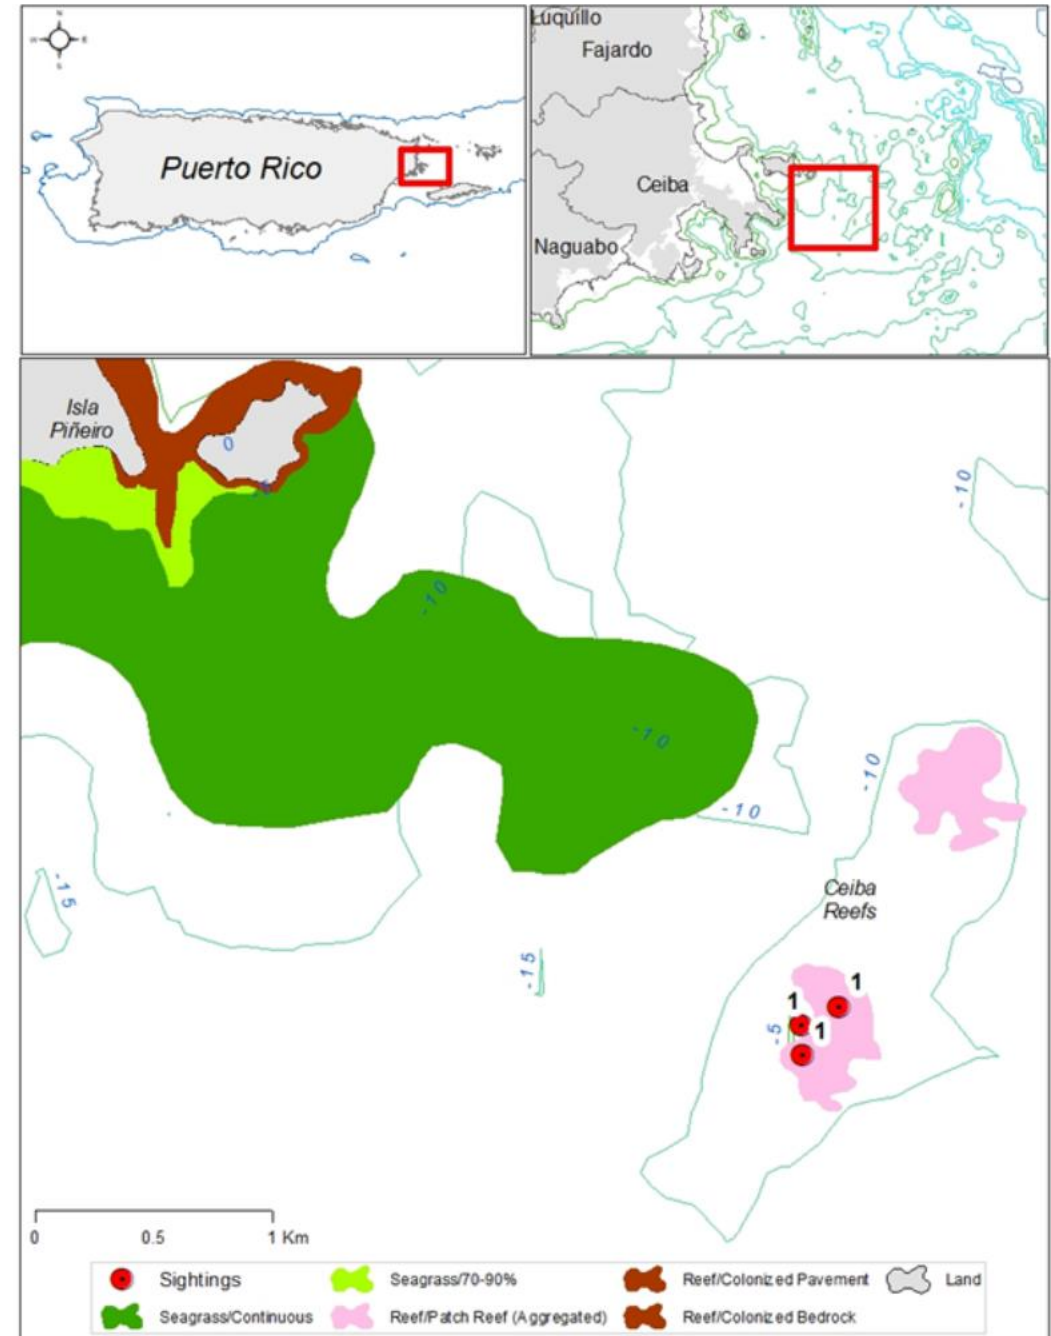 N
W E
S
Puerto Rico
Luquillo
Fajardo
Ceiba
Naguabo
Isla
Piñeiro
0
-10
-10
-10
-10
-10
-15
Ceiba
Reefs
-15
1
1
1
-5
0 0.5 1 Km
Sightings
Seagrass/70-90%
Reef/Colonized Pavement
Land
Seagrass/Continuous
Reef/Patch Reef (Aggregated)
Reef/Colonized Bedrock